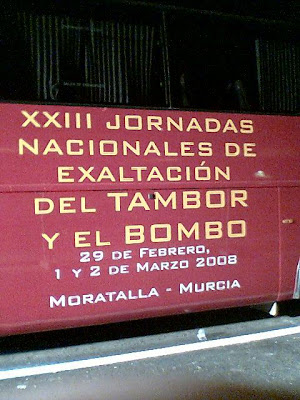 XXIII JORNADAS
NACIONALES DE
EXALTACIÓN
DEL TAMBOR
Y EL BOMBO
29 DE FEBRERO,
1 Y 2 DE MARZO 2008
MORATALLA - MURCIA